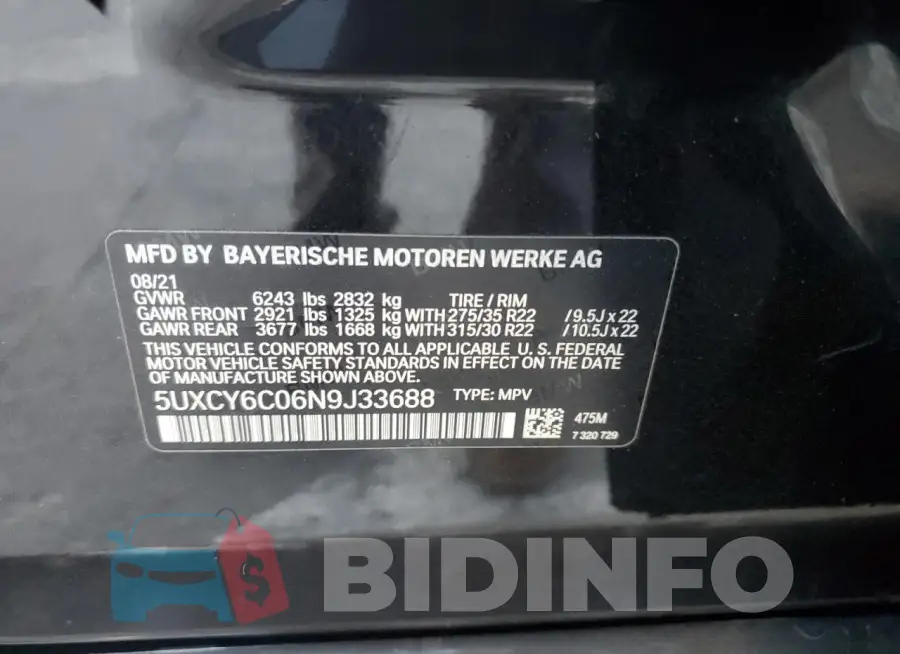 MFD BY BAYERISCHE MOTOREN WERKE AG
08/21
GVWR 6243 lbs 2832 kg TIRE / RIM
GAWR FRONT 2921 lbs 1325 kg WITH 275/35 R22 /9.5J x 22
GAWR REAR 3677 lbs 1668 kg WITH 315/30 R22 /10.5J x 22
THIS VEHICLE CONFORMS TO ALL APPLICABLE U. S. FEDERAL
MOTOR VEHICLE SAFETY STANDARDS IN EFFECT ON THE DATE
OF MANUFACTURE SHOWN ABOVE.
5UXCY6C06N9J33688 TYPE: MPV
475M
7 320 729
$ BIDINFO